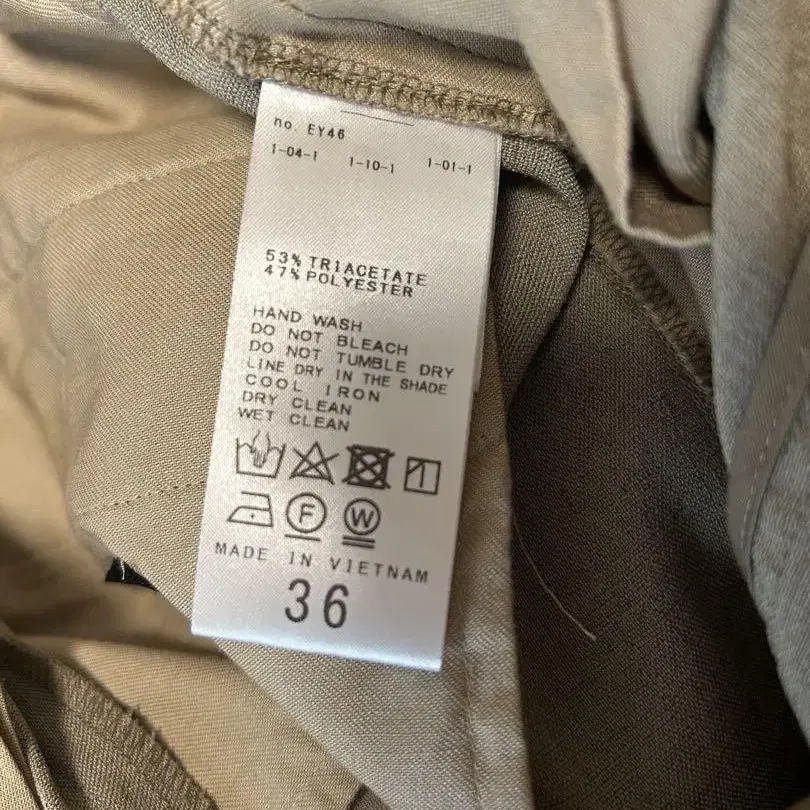 no. EY46
1-04-1 1-10-1 1-01-1
53% TRIACETATE
47% POLYESTER
HAND WASH
DO NOT BLEACH
DO NOT TUMBLE DRY
LINE DRY IN THE SHADE
COOL IRON
DRY CLEAN
WET CLEAN
F W
MADE IN VIETNAM
36